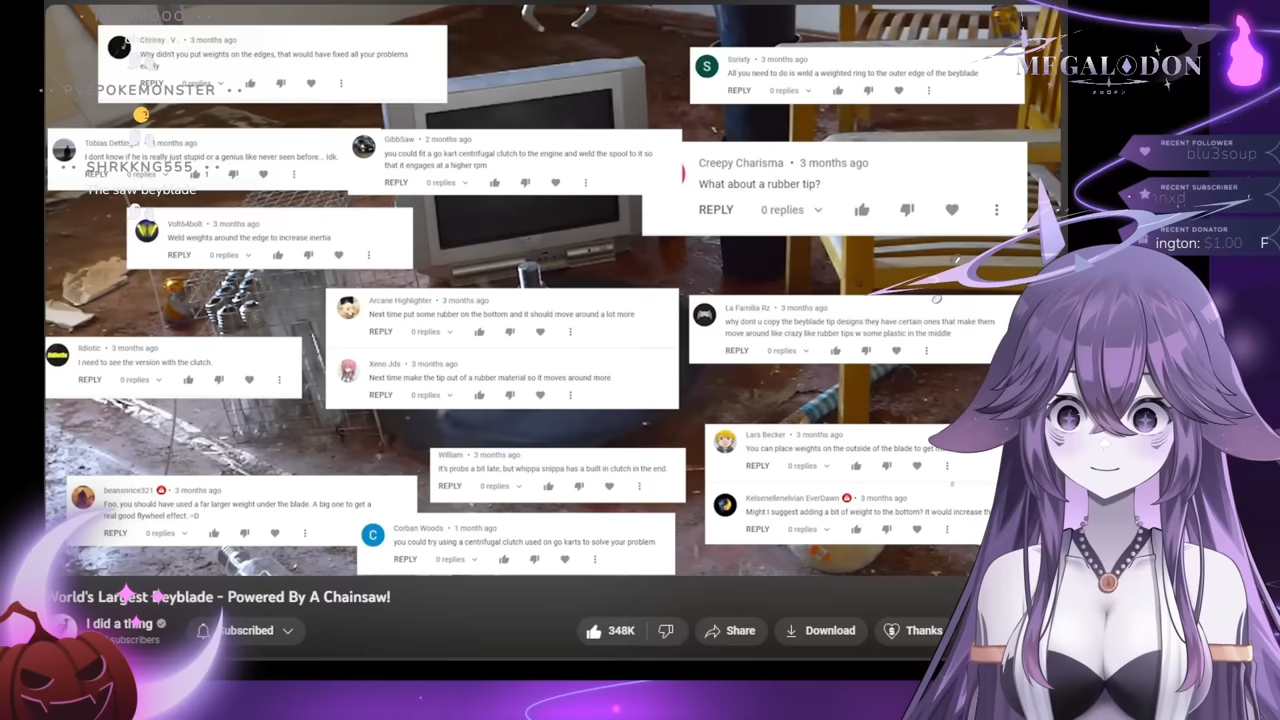 Chrissy . V . • 3 months ago
Why didn't you put weights on the edges, that would have fixed all your problems
REPLY 0 replies
PVZPOKEMONSTER
Ssrixty • 3 months ago
All you need to do is weld a weighted ring to the outer edge of the beyblade
REPLY 0 replies
MEGALODON
メガロドン
RECENT FOLLOWER
blu3soup
RECENT SUBSCRIBER
nxd
RECENT DONATOR
ington: $1.00 F
Tobias • 3 months ago
I dont know if he is really just stupid or a genius like never seen before... Idk.
REPLY 0 replies 1
SHRKKNG555
The saw beyblade
GibbSaw • 2 months ago
you could fit a go kart centrifugal clutch to the engine and weld the spool to it so
that it engages at a higher rpm
REPLY 0 replies
Creepy Charisma • 3 months ago
What about a rubber tip?
REPLY 0 replies
Volt64bolt • 3 months ago
Weld weights around the edge to increase inertia
REPLY 0 replies
Arcane Highlighter • 3 months ago
Next time put some rubber on the bottom and it should move around a lot more
REPLY 0 replies
Xeno Jds • 3 months ago
Next time make the tip out of a rubber material so it moves around more
REPLY 0 replies
La Familia Rz • 3 months ago
why dont u copy the beyblade tip designs they have certain ones that make them
move around like crazy like rubber tips w some plastic in the middle
REPLY 0 replies
Iidiotic • 3 months ago
I need to see the version with the clutch.
REPLY 0 replies
Lars Becker • 3 months ago
You can place weights on the outside of the blade to get
REPLY 0 replies
Kelsenellenelvian EverDawn • 3 months ago
Might I suggest adding a bit of weight to the bottom? It would increase
REPLY 0 replies
William • 3 months ago
It's probs a bit late, but whippa snippa has a built in clutch in the end.
REPLY 0 replies
beansnrice321 • 3 months ago
Foo, you should have used a far larger weight under the blade. A big one to get a
real good flywheel effect. =D
REPLY 0 replies
Corban Woods • 1 month ago
you could try using a centrifugal clutch used on go karts to solve your problem
REPLY 0 replies
World's Largest Beyblade - Powered By A Chainsaw!
I did a thing
subscribers
Subscribed
348K
Share
Download
Thanks